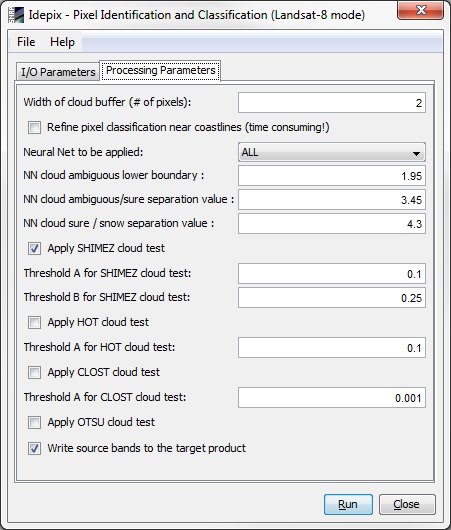 Idepix - Pixel Identification and Classification (Landsat-8 mode)
File Help
I/O Parameters Processing Parameters
Width of cloud buffer (# of pixels): 2
Refine pixel classification near coastlines (time consuming!)
Neural Net to be applied: ALL
NN cloud ambiguous lower boundary : 1.95
NN cloud ambiguous/sure separation value : 3.45
NN cloud sure / snow separation value : 4.3
Apply SHIMEZ cloud test
Threshold A for SHIMEZ cloud test: 0.1
Threshold B for SHIMEZ cloud test: 0.25
Apply HOT cloud test
Threshold A for HOT cloud test: 0.1
Apply CLOST cloud test
Threshold A for CLOST cloud test: 0.001
Apply OTSU cloud test
Write source bands to the target product
Run Close